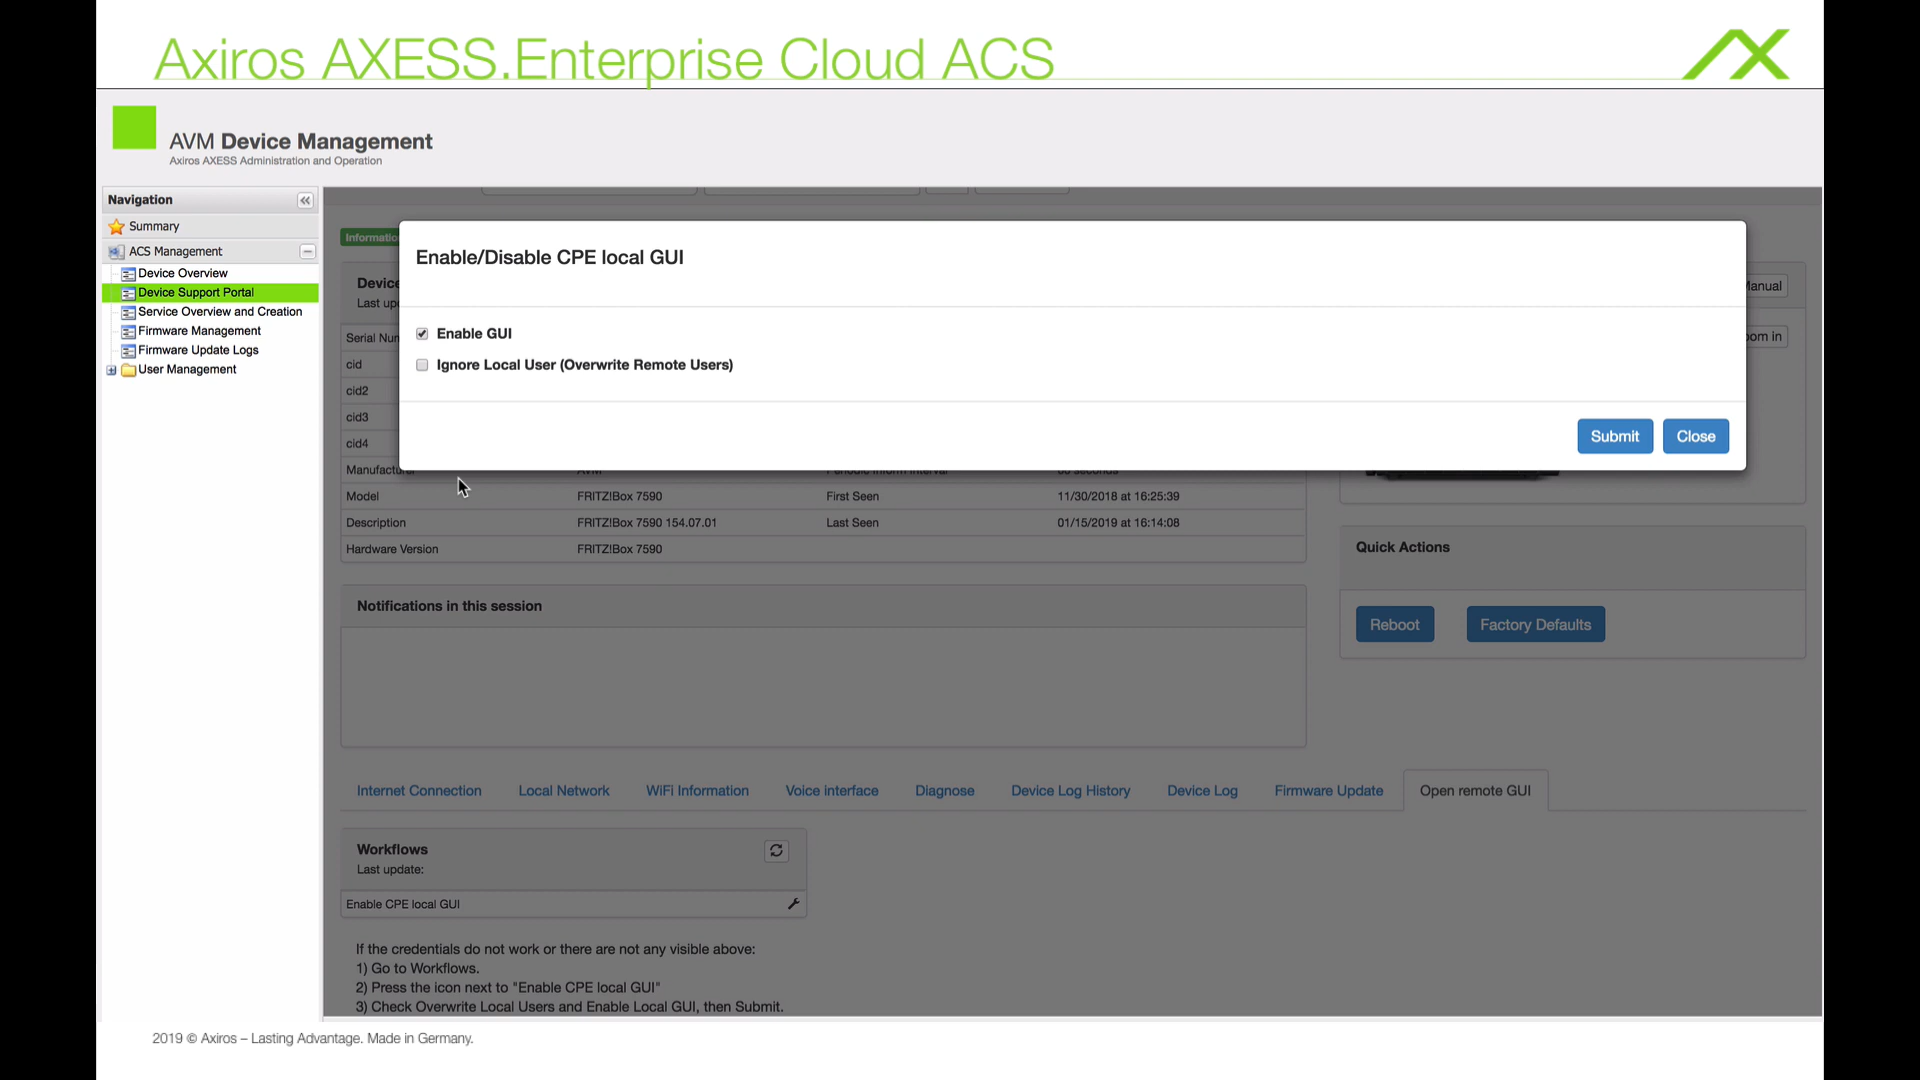 Axiros AXESS.Enterprise Cloud ACS
AVM Device Management
Axiros AXESS Administration and Operation
Navigation
Summary
ACS Management
Device Overview
Device Support Portal
Service Overview and Creation
Firmware Management
Firmware Update Logs
User Management
Enable/Disable CPE local GUI
Enable GUI
Ignore Local User (Overwrite Remote Users)
Submit Close
Device
Last
Serial
cid
cid2
cid3
cid4
Model FRITZ!Box 7590 First Seen 11/30/2018 at 16:25:39
Description FRITZ!Box 7590 154.07.01 Last Seen 01/15/2019 at 16:14:08
Hardware Version FRITZ!Box 7590
Quick Actions
Reboot Factory Defaults
Notifications in this session
Internet Connection Local Network WiFi Information Voice interface Diagnose Device Log History Device Log Firmware Update Open remote GUI
Workflows
Last update:
Enable CPE local GUI
If the credentials do not work or there are not any visible above:
1) Go to Workflows.
2) Press the icon next to "Enable CPE local GUI"
3) Check Overwrite Local Users and Enable Local GUI, then Submit.
2019 © Axiros – Lasting Advantage. Made in Germany.